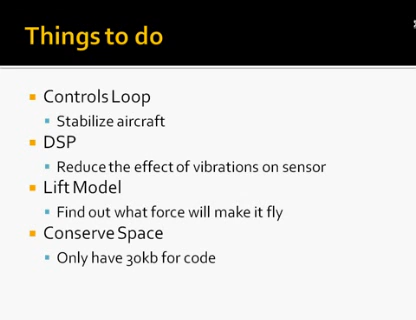 Things to do
Controls Loop
Stabilize aircraft
DSP
Reduce the effect of vibrations on sensor
Lift Model
Find out what force will make it fly
Conserve Space
Only have 30kb for code